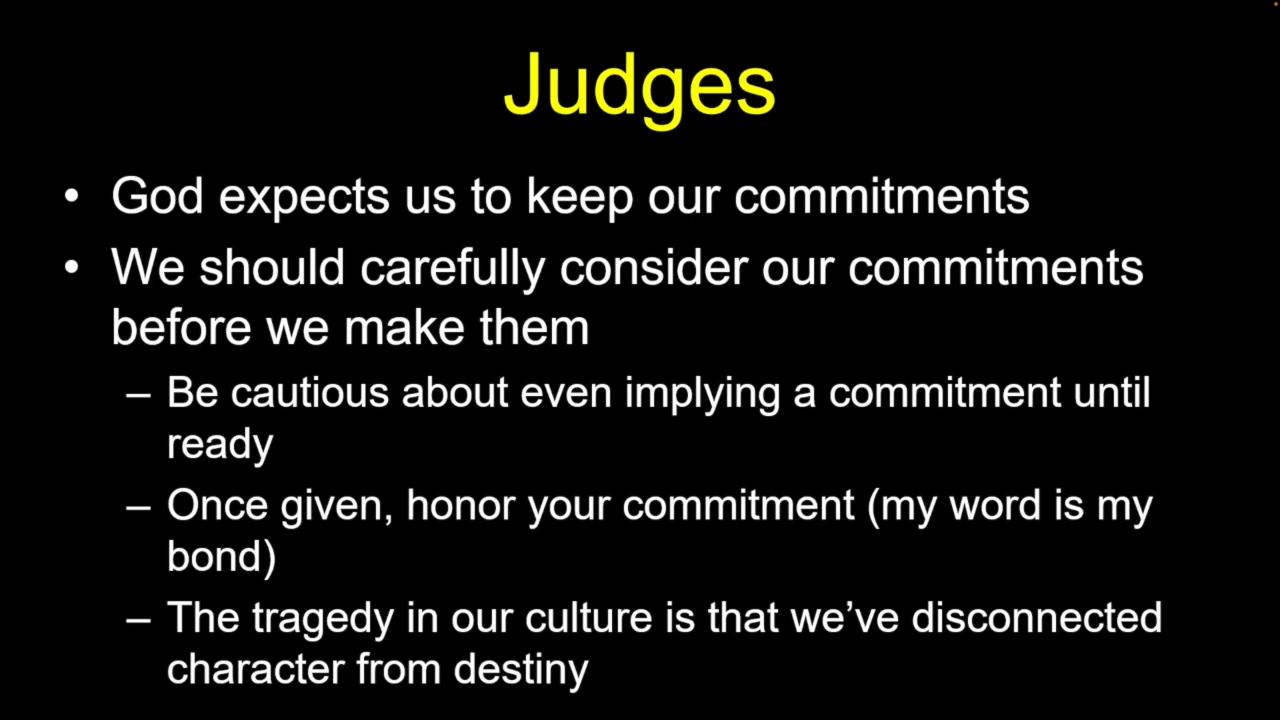 Judges
• God expects us to keep our commitments
• We should carefully consider our commitments
before we make them
– Be cautious about even implying a commitment until
ready
– Once given, honor your commitment (my word is my
bond)
– The tragedy in our culture is that we’ve disconnected
character from destiny